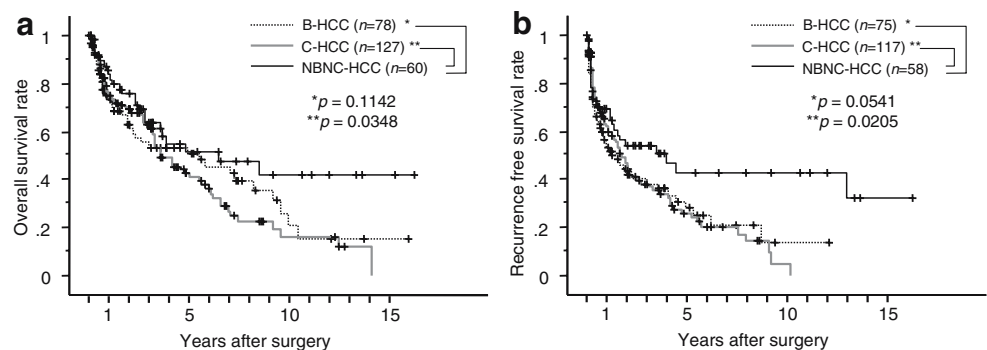 a
B-HCC (n=78) *
C-HCC (n=127) **
NBNC-HCC (n=60)
*p = 0.1142
**p = 0.0348
Overall survival rate
1
.8
.6
.4
.2
0
1 5 10 15
Years after surgery
b
B-HCC (n=75) *
C-HCC (n=117) **
NBNC-HCC (n=58)
*p = 0.0541
**p = 0.0205
Recurrence free survival rate
1
.8
.6
.4
.2
0
1 5 10 15
Years after surgery